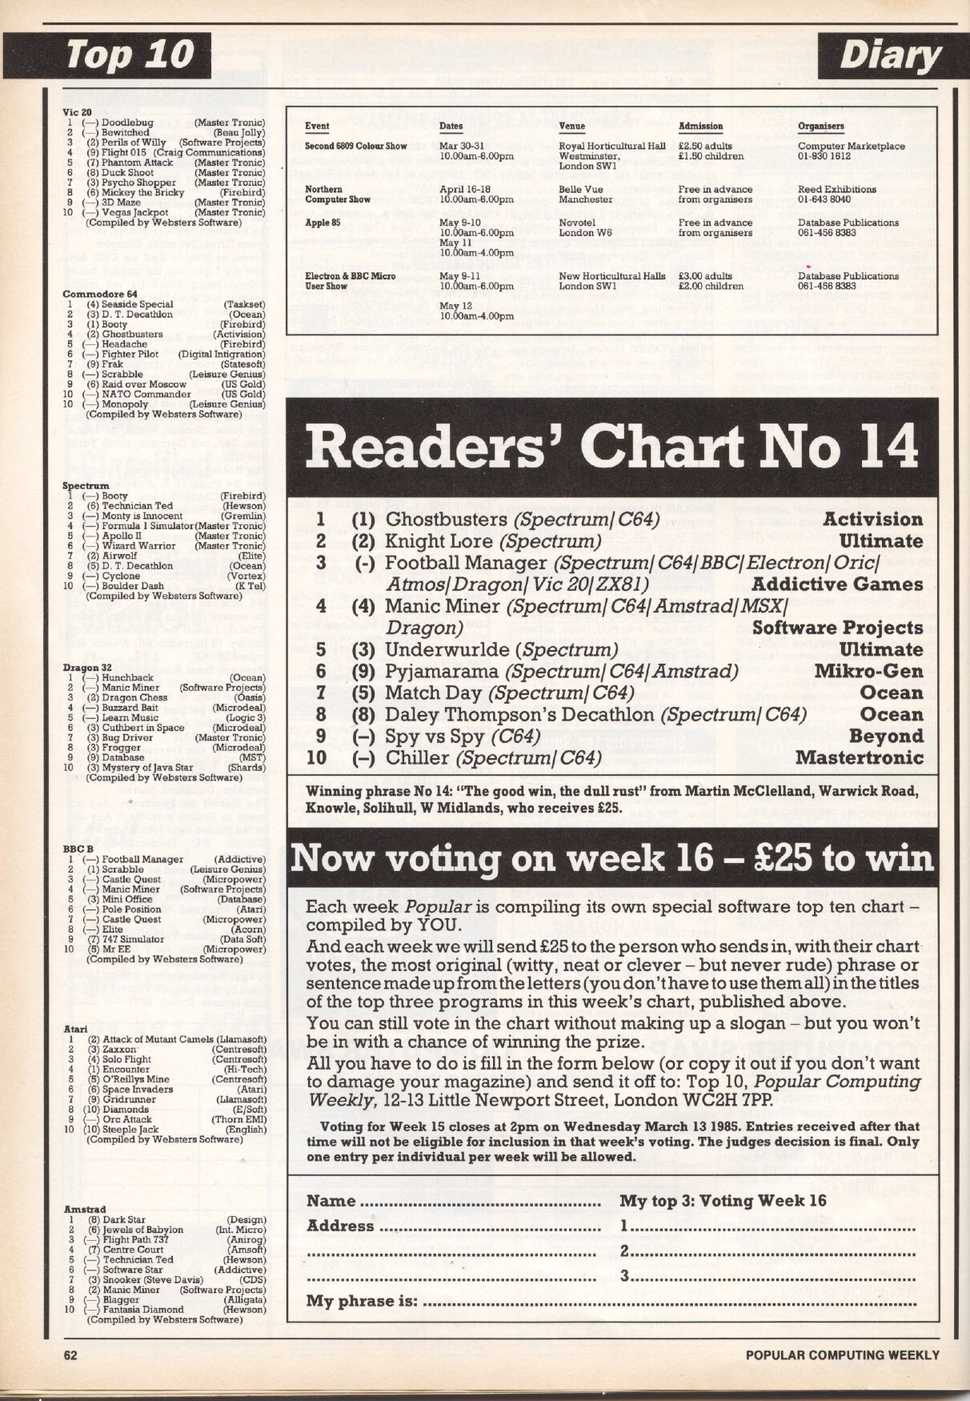 Top 10
Diary
Vic 20
1 (—) Doodlebug (Master Tronic)
2 (—) Bewitched (Beau Jolly)
3 (2) Perils of Willy (Software Projects)
4 (9) Flight 015 (Craig Communications)
5 (7) Phantom Attack (Master Tronic)
6 (8) Duck Shoot (Master Tronic)
7 (3) Psycho Shopper (Master Tronic)
8 (6) Mickey the Bricky (Firebird)
9 (—) 3D Maze (Master Tronic)
10 (—) Vegas Jackpot (Master Tronic)
(Compiled by Websters Software)
Commodore 64
1 (4) Seaside Special (Taskset)
2 (3) D. T. Decathlon (Ocean)
3 (1) Booty (Firebird)
4 (2) Ghostbusters (Activision)
5 (—) Headache (Firebird)
6 (—) Fighter Pilot (Digital Intigration)
7 (9) Frak (Statesoft)
8 (—) Scrabble (Leisure Genius)
9 (6) Raid over Moscow (US Gold)
10 (—) NATO Commander (US Gold)
10 (—) Monopoly (Leisure Genius)
(Compiled by Websters Software)
Spectrum
1 (—) Booty (Firebird)
2 (6) Technician Ted (Hewson)
3 (—) Monty is Innocent (Gremlin)
4 (—) Formula 1 Simulator (Master Tronic)
5 (—) Apollo II (Master Tronic)
6 (—) Wizard Warrior (Master Tronic)
7 (2) Airwolf (Elite)
8 (5) D. T. Decathlon (Ocean)
9 (—) Cyclone (Vortex)
10 (—) Boulder Dash (K Tel)
(Compiled by Websters Software)
Dragon 32
1 (—) Hunchback (Ocean)
2 (—) Manic Miner (Software Projects)
3 (2) Dragon Chess (Oasis)
4 (—) Buzzard Bait (Microdeal)
5 (—) Learn Music (Logic 3)
6 (3) Cuthbert in Space (Microdeal)
7 (3) Bug Driver (Master Tronic)
8 (3) Frogger (Microdeal)
9 (9) Database (MST)
10 (3) Mystery of Java Star (Shards)
(Compiled by Websters Software)
BBC B
1 (—) Football Manager (Addictive)
2 (1) Scrabble (Leisure Genius)
3 (—) Castle Quest (Micropower)
4 (—) Manic Miner (Software Projects)
5 (3) Mini Office (Database)
6 (—) Pole Position (Atari)
7 (—) Castle Quest (Micropower)
8 (—) Elite (Acorn)
9 (7) 747 Simulator (Data Soft)
10 (8) Mr EE (Micropower)
(Compiled by Websters Software)
Atari
1 (2) Attack of Mutant Camels (Llamasoft)
2 (3) Zaxxon (Centresoft)
3 (4) Solo Flight (Centresoft)
4 (1) Encounter (Hi-Tech)
5 (5) O'Reillys Mine (Centresoft)
6 (6) Space Invaders (Atari)
7 (9) Gridrunner (Llamasoft)
8 (10) Diamonds (E/Soft)
9 (—) Orc Attack (Thorn EMI)
10 (10) Steeple Jack (English)
(Compiled by Websters Software)
Amstrad
1 (8) Dark Star (Design)
2 (6) Jewels of Babylon (Int. Micro)
3 (—) Flight Path 737 (Anirog)
4 (7) Centre Court (Amsoft)
5 (—) Technician Ted (Hewson)
6 (—) Software Star (Addictive)
7 (3) Snooker (Steve Davis) (CDS)
8 (2) Manic Miner (Software Projects)
9 (—) Blagger (Alligata)
10 (—) Fantasia Diamond (Hewson)
(Compiled by Websters Software)
Event Dates Venue Admission Organisers
Second 6809 Colour Show Mar 30-31 Royal Horticultural Hall £2.50 adults Computer Marketplace
10.00am-6.00pm Westminster, £1.50 children 01-930 1612
London SW1
Northern April 16-18 Belle Vue Free in advance Reed Exhibitions
Computer Show 10.00am-6.00pm Manchester from organisers 01-643 8040
Apple 85 May 9-10 Novotel Free in advance Database Publications
10.00am-6.00pm London W6 from organisers 061-456 8383
May 11
10.00am-4.00pm
Electron & BBC Micro May 9-11 New Horticultural Halls £3.00 adults Database Publications
User Show 10.00am-6.00pm London SW1 £2.00 children 061-456 8383
May 12
10.00am-4.00pm
Readers' Chart No 14
1 (1) Ghostbusters (Spectrum/C64) Activision
2 (2) Knight Lore (Spectrum) Ultimate
3 (-) Football Manager (Spectrum/C64/BBC/Electron/Oric/
Atmos/Dragon/Vic 20/ZX81) Addictive Games
4 (4) Manic Miner (Spectrum/C64/Amstrad/MSX/
Dragon) Software Projects
5 (3) Underwurlde (Spectrum) Ultimate
6 (9) Pyjamarama (Spectrum/C64/Amstrad) Mikro-Gen
7 (5) Match Day (Spectrum/C64) Ocean
8 (8) Daley Thompson's Decathlon (Spectrum/C64) Ocean
9 (–) Spy vs Spy (C64) Beyond
10 (–) Chiller (Spectrum/C64) Mastertronic
Winning phrase No 14: "The good win, the dull rust" from Martin McClelland, Warwick Road,
Knowle, Solihull, W Midlands, who receives £25.
Now voting on week 16 – £25 to win
Each week Popular is compiling its own special software top ten chart –
compiled by YOU.
And each week we will send £25 to the person who sends in, with their chart
votes, the most original (witty, neat or clever – but never rude) phrase or
sentence made up from the letters (you don't have to use them all) in the titles
of the top three programs in this week's chart, published above.
You can still vote in the chart without making up a slogan – but you won't
be in with a chance of winning the prize.
All you have to do is fill in the form below (or copy it out if you don't want
to damage your magazine) and send it off to: Top 10, Popular Computing
Weekly, 12-13 Little Newport Street, London WC2H 7PP.
Voting for Week 15 closes at 2pm on Wednesday March 13 1985. Entries received after that
time will not be eligible for inclusion in that week's voting. The judges decision is final. Only
one entry per individual per week will be allowed.
Name .......... My top 3: Voting Week 16
Address .......... 1..........
.......... 2..........
.......... 3..........
My phrase is: ..........
62
POPULAR COMPUTING WEEKLY